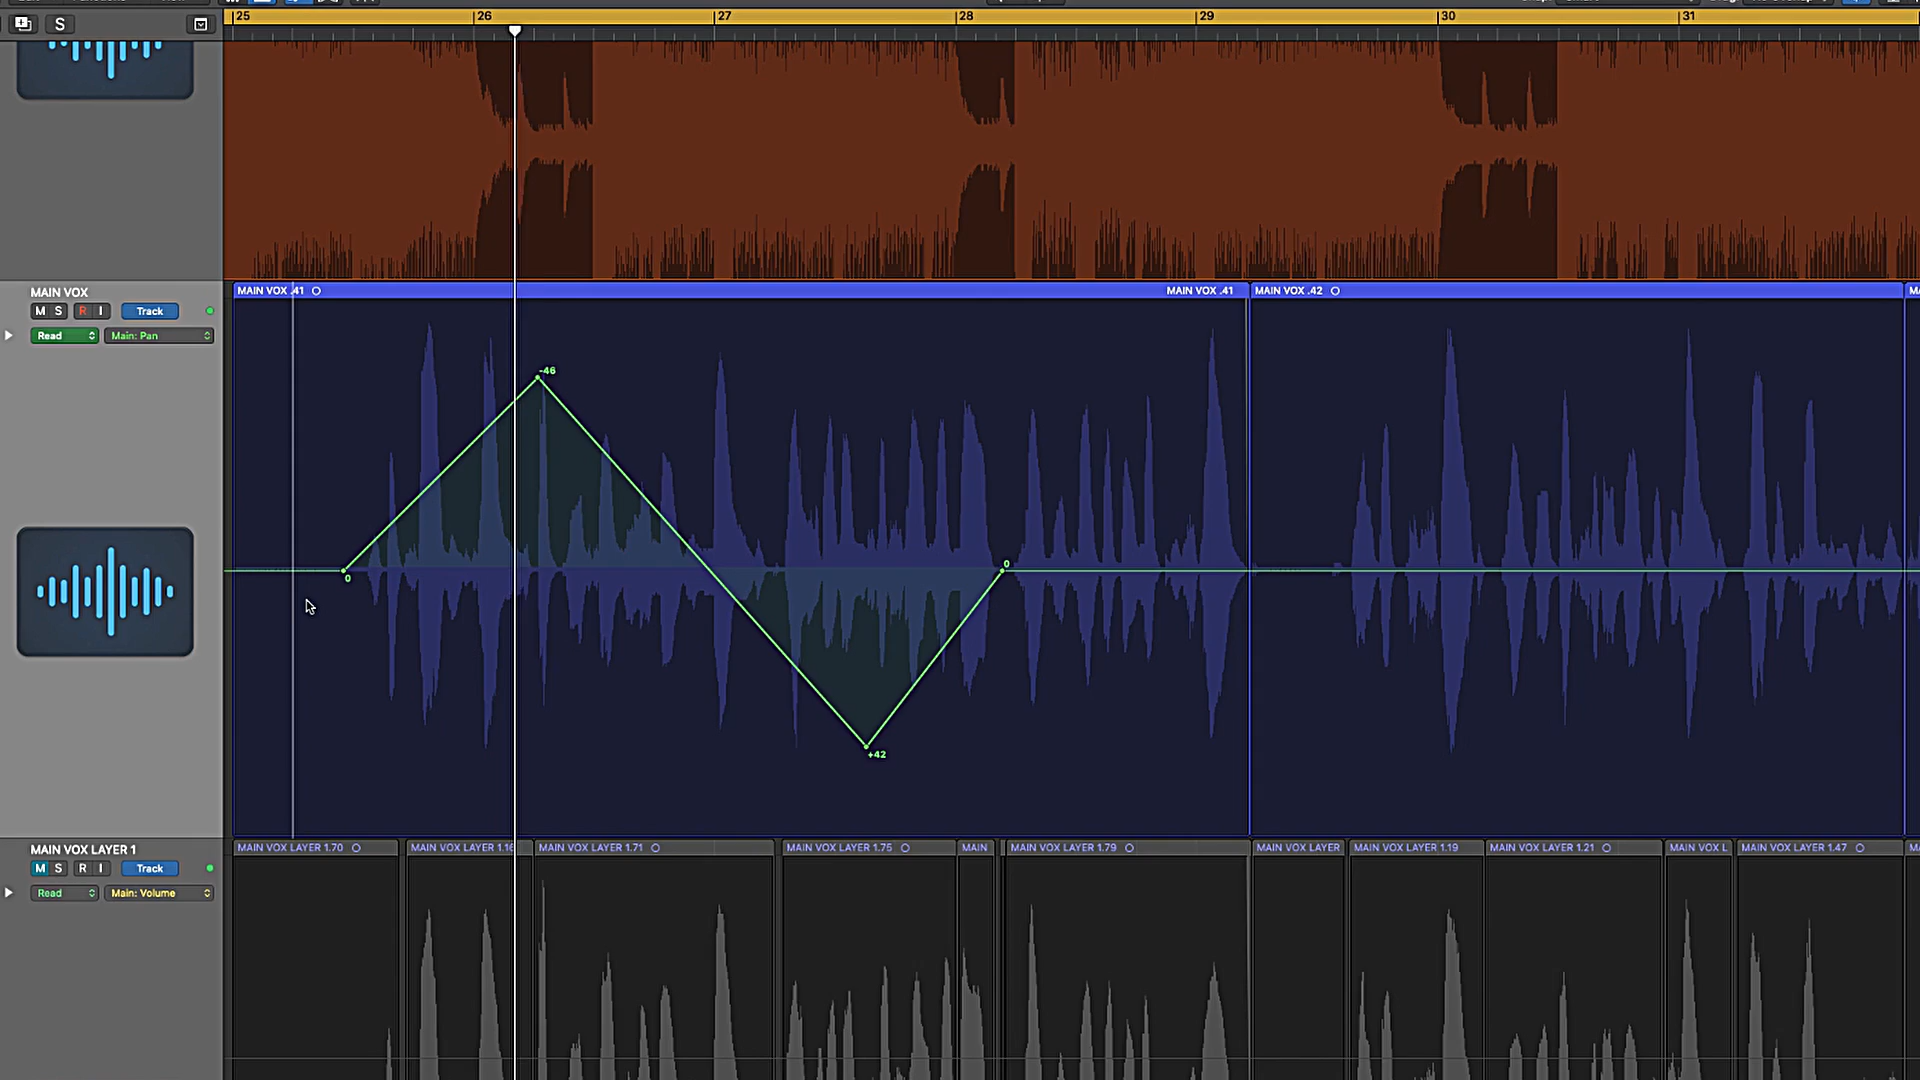 25 26 27 28 29 30 31
S
MAIN VOX
M S R I Track
Read Main: Pan
MAIN VOX .41 MAIN VOX .41 MAIN VOX .42
-46
0
0
+42
MAIN VOX LAYER 1
M S R I Track
Read Main: Volume
MAIN VOX LAYER 1.70 MAIN VOX LAYER 1.16 MAIN VOX LAYER 1.71 MAIN VOX LAYER 1.75 MAIN MAIN VOX LAYER 1.79 MAIN VOX LAYER MAIN VOX LAYER 1.19 MAIN VOX LAYER 1.21 MAIN VOX L MAIN VOX LAYER 1.47